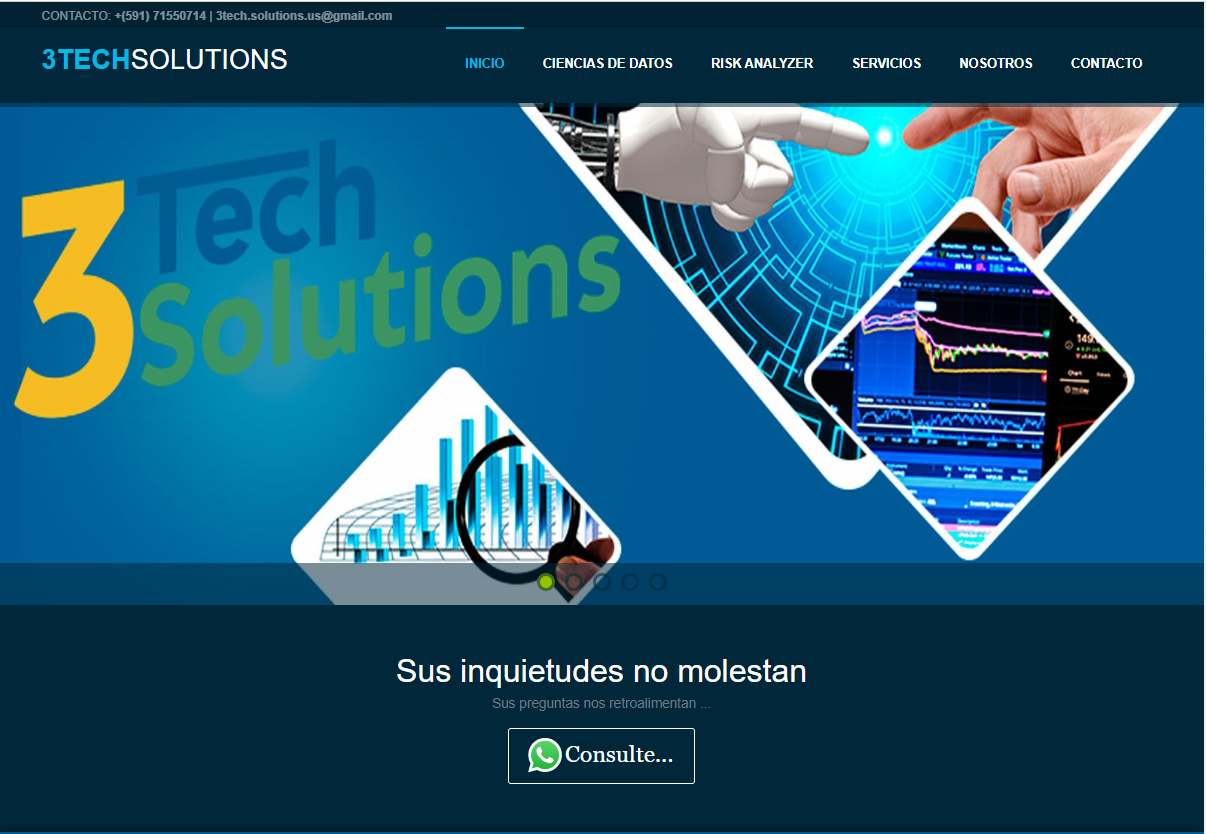 CONTACTO: +(591) 71550714 | 3tech.solutions.us@gmail.com
3TECHSOLUTIONS
INICIO
CIENCIAS DE DATOS
RISK ANALYZER
SERVICIOS
NOSOTROS
CONTACTO
3 Tech
Solutions
Sus inquietudes no molestan
Sus preguntas nos retroalimentan ...
Consulte...